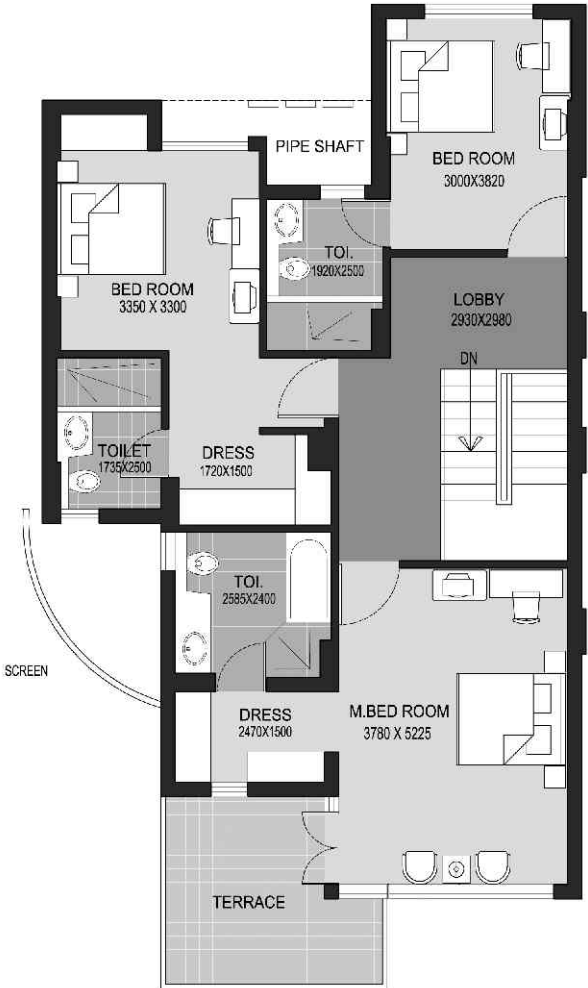 PIPE SHAFT
BED ROOM
3000X3820
TOI.
1920X2500
BED ROOM
3350 X 3300
LOBBY
2930X2980
DN
TOILET
1735X2500
DRESS
1720X1500
TOI.
2585X2400
SCREEN
DRESS
2470X1500
M.BED ROOM
3780 X 5225
TERRACE